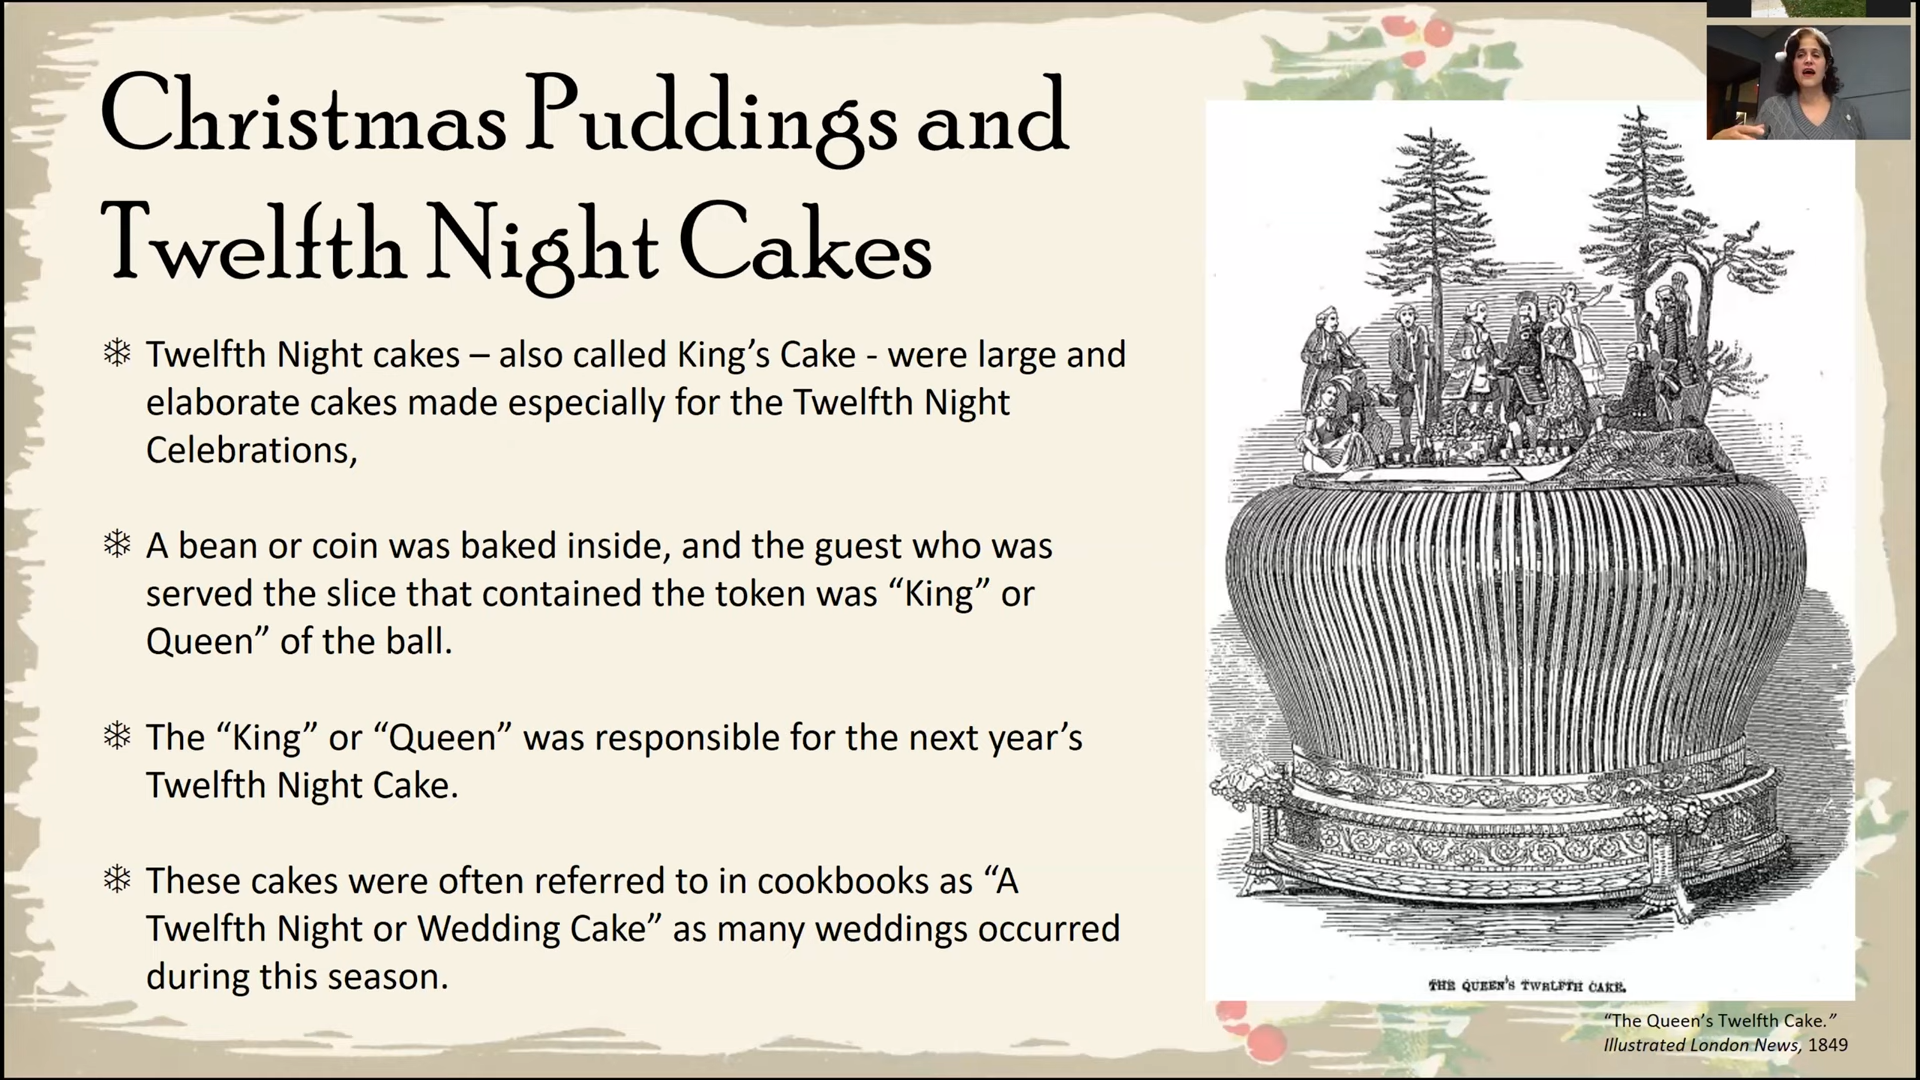 Christmas Puddings and
Twelfth Night Cakes
Twelfth Night cakes – also called King’s Cake - were large and
elaborate cakes made especially for the Twelfth Night
Celebrations,
A bean or coin was baked inside, and the guest who was
served the slice that contained the token was “King” or
Queen” of the ball.
The “King” or “Queen” was responsible for the next year’s
Twelfth Night Cake.
These cakes were often referred to in cookbooks as “A
Twelfth Night or Wedding Cake” as many weddings occurred
during this season.
THE QUEEN'S TWELFTH CAKE.
“The Queen’s Twelfth Cake.”
Illustrated London News, 1849